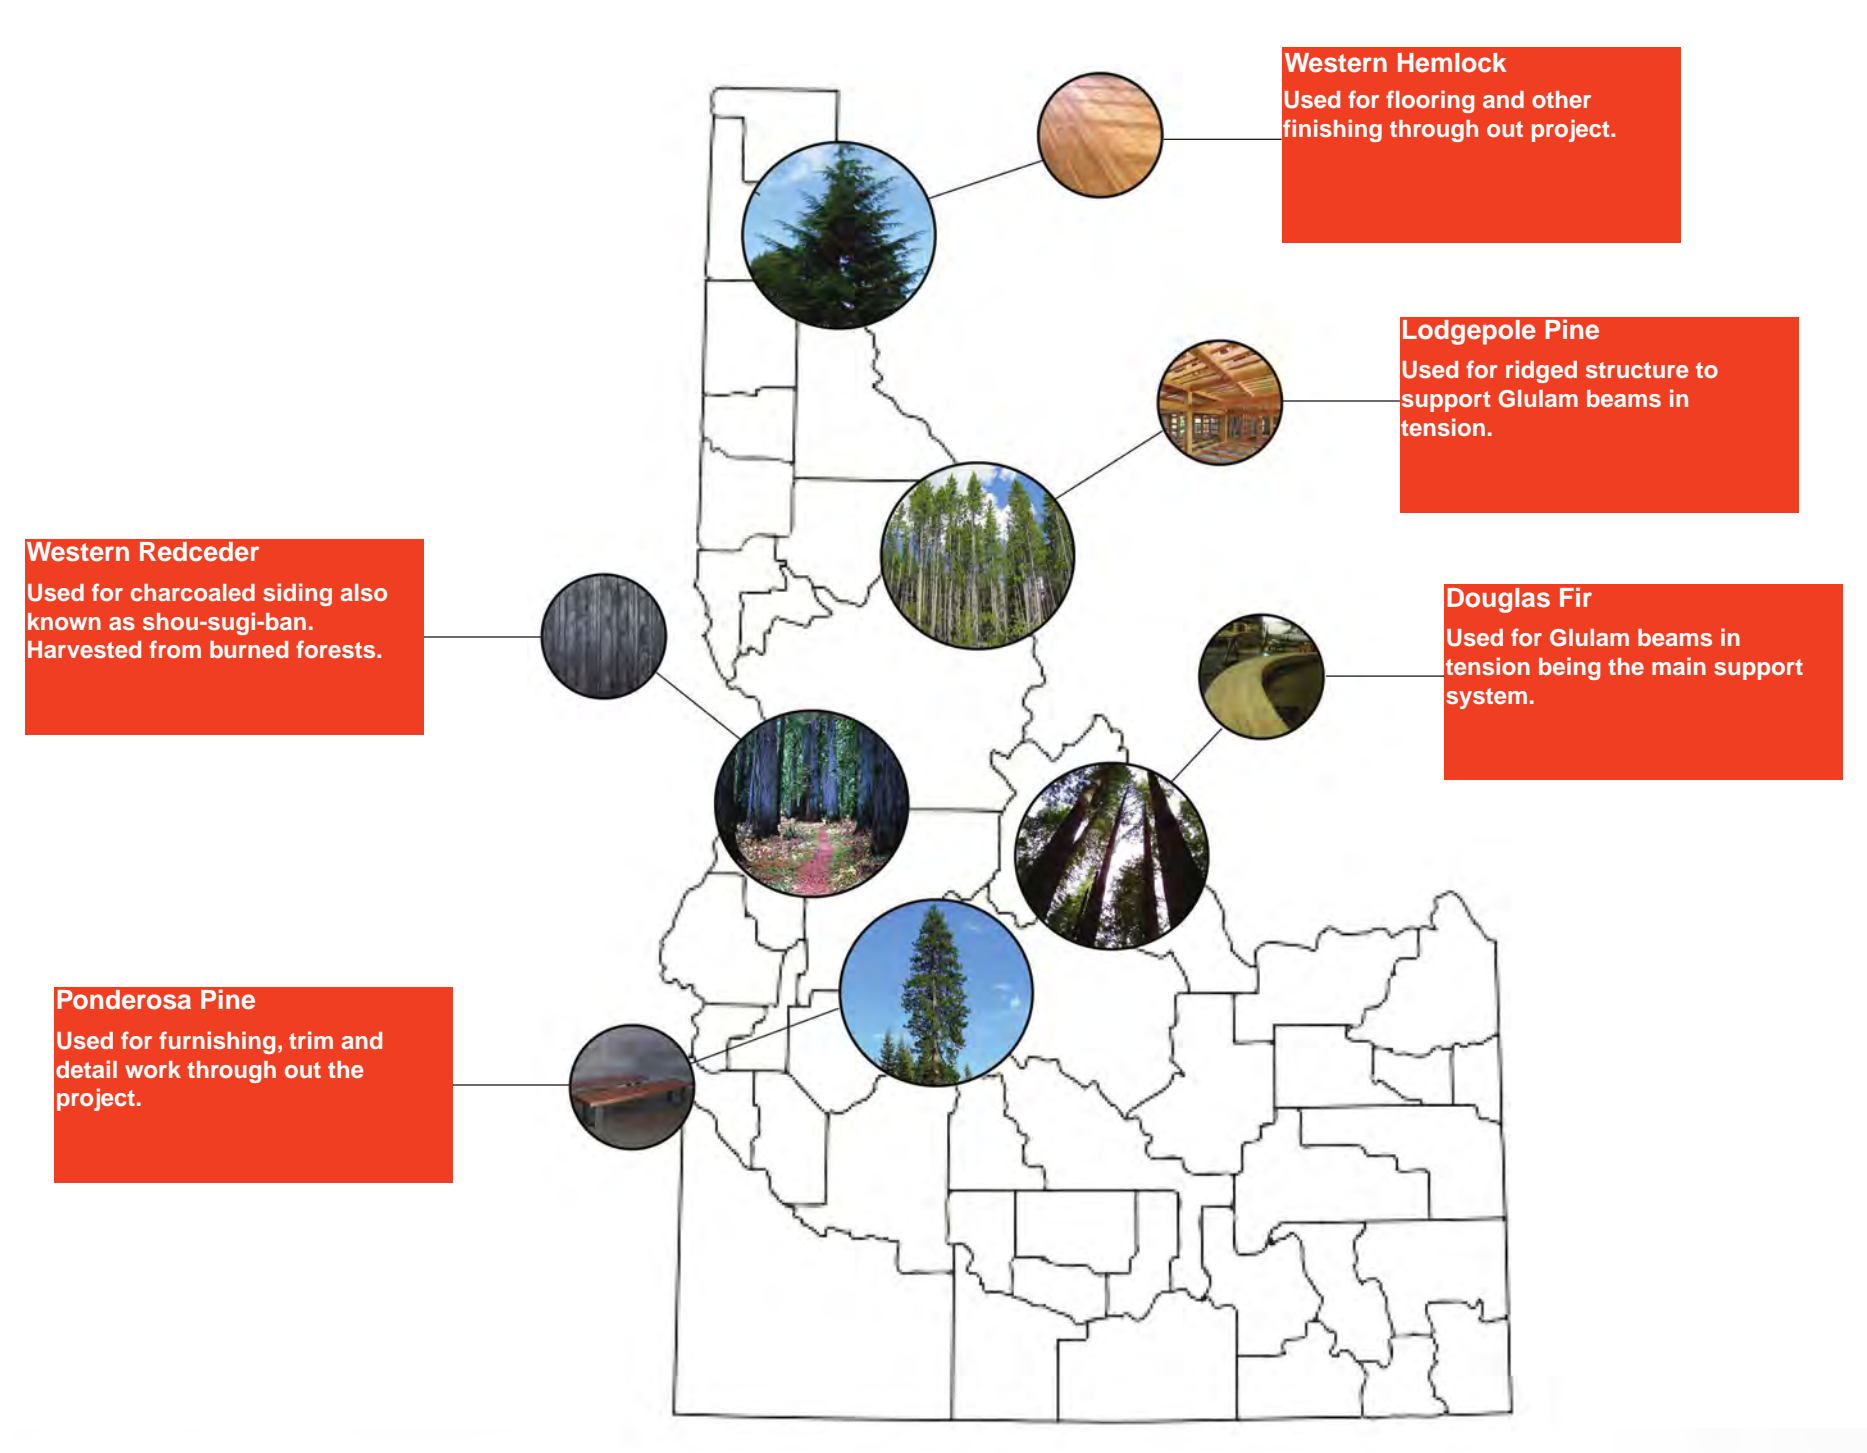 Western Hemlock
Used for flooring and other
finishing through out project.
Lodgepole Pine
Used for ridged structure to
support Glulam beams in
tension.
Western Redceder
Used for charcoaled siding also
known as shou-sugi-ban.
Harvested from burned forests.
Douglas Fir
Used for Glulam beams in
tension being the main support
system.
Ponderosa Pine
Used for furnishing, trim and
detail work through out the
project.